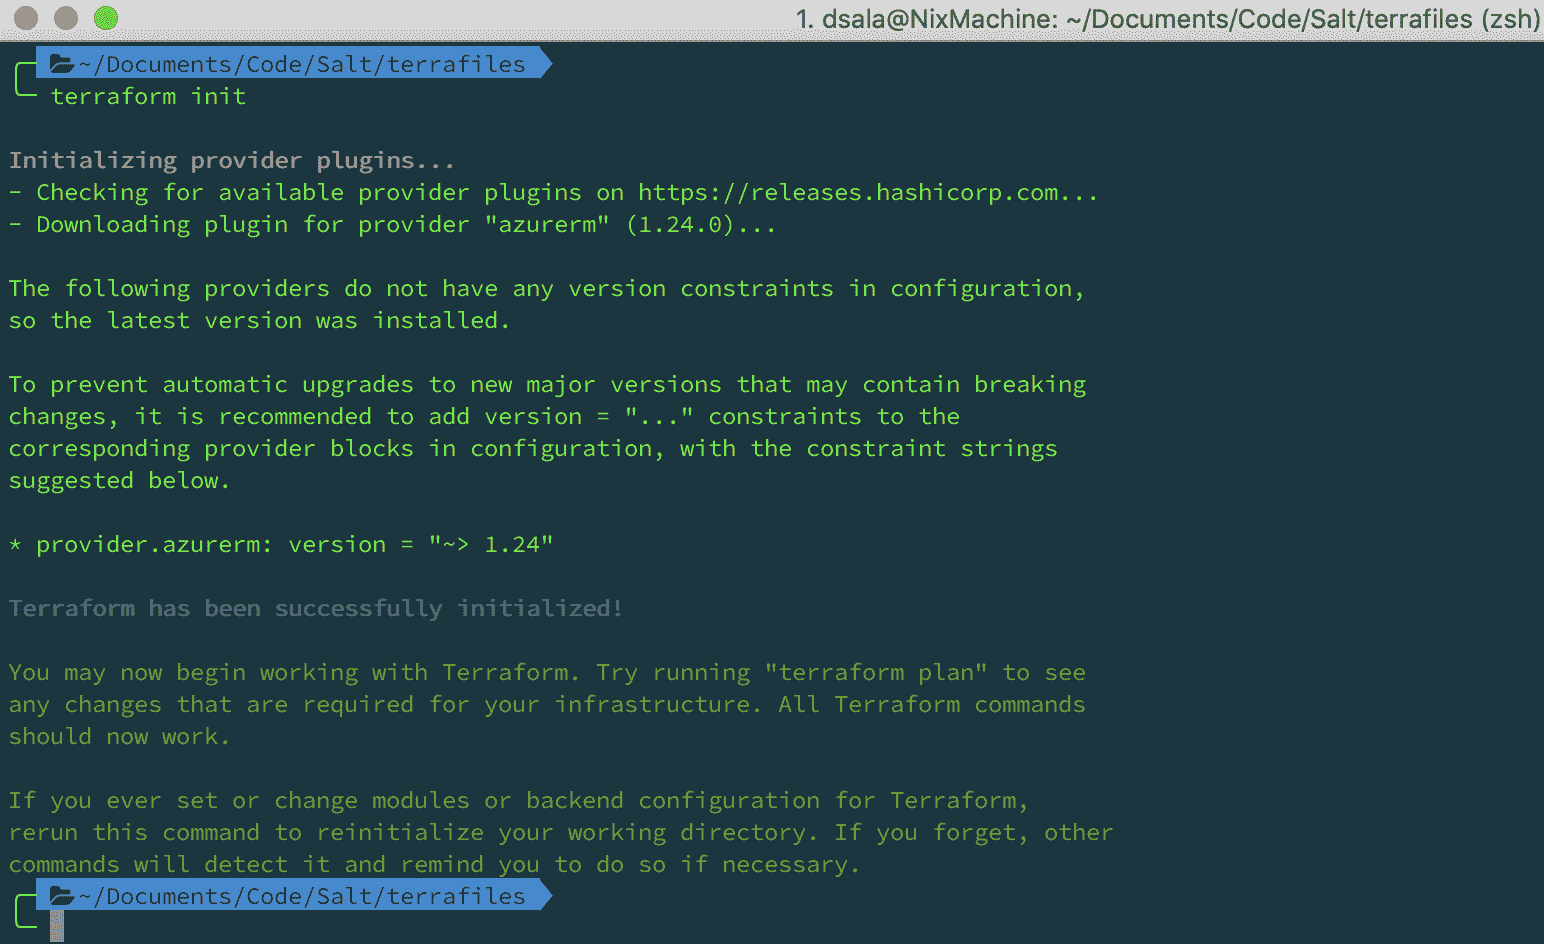 1. dsala@NixMachine: ~/Documents/Code/Salt/terrafiles (zsh)
~/Documents/Code/Salt/terrafiles
terraform init
Initializing provider plugins...
- Checking for available provider plugins on https://releases.hashicorp.com...
- Downloading plugin for provider "azurerm" (1.24.0)...
The following providers do not have any version constraints in configuration,
so the latest version was installed.
To prevent automatic upgrades to new major versions that may contain breaking
changes, it is recommended to add version = "..." constraints to the
corresponding provider blocks in configuration, with the constraint strings
suggested below.
* provider.azurerm: version = "~> 1.24"
Terraform has been successfully initialized!
You may now begin working with Terraform. Try running "terraform plan" to see
any changes that are required for your infrastructure. All Terraform commands
should now work.
If you ever set or change modules or backend configuration for Terraform,
rerun this command to reinitialize your working directory. If you forget, other
commands will detect it and remind you to do so if necessary.
~/Documents/Code/Salt/terrafiles